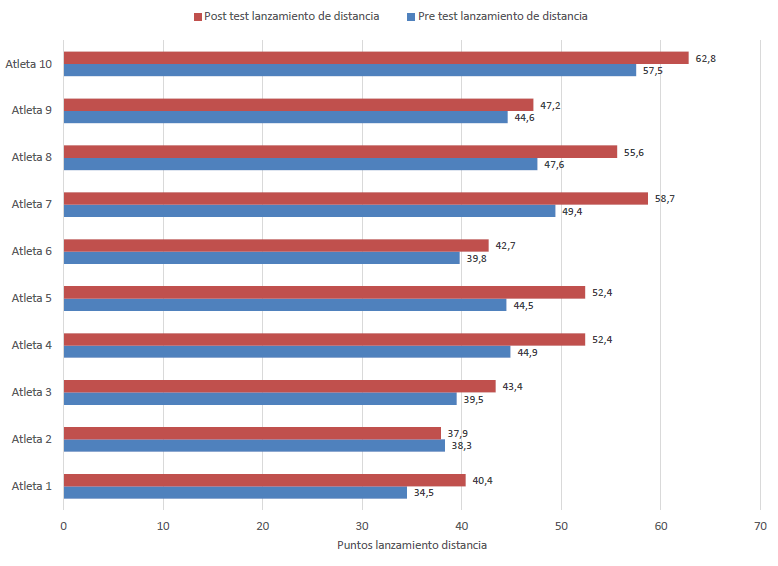 Post test lanzamiento de distancia Pre test lanzamiento de distancia
Atleta 10 62,8
57,5
Atleta 9 47,2
44,6
Atleta 8 55,6
47,6
Atleta 7 58,7
49,4
Atleta 6 42,7
39,8
Atleta 5 52,4
44,5
Atleta 4 52,4
44,9
Atleta 3 43,4
39,5
Atleta 2 37,9
38,3
Atleta 1 40,4
34,5
0 10 20 30 40 50 60 70
Puntos lanzamiento distancia